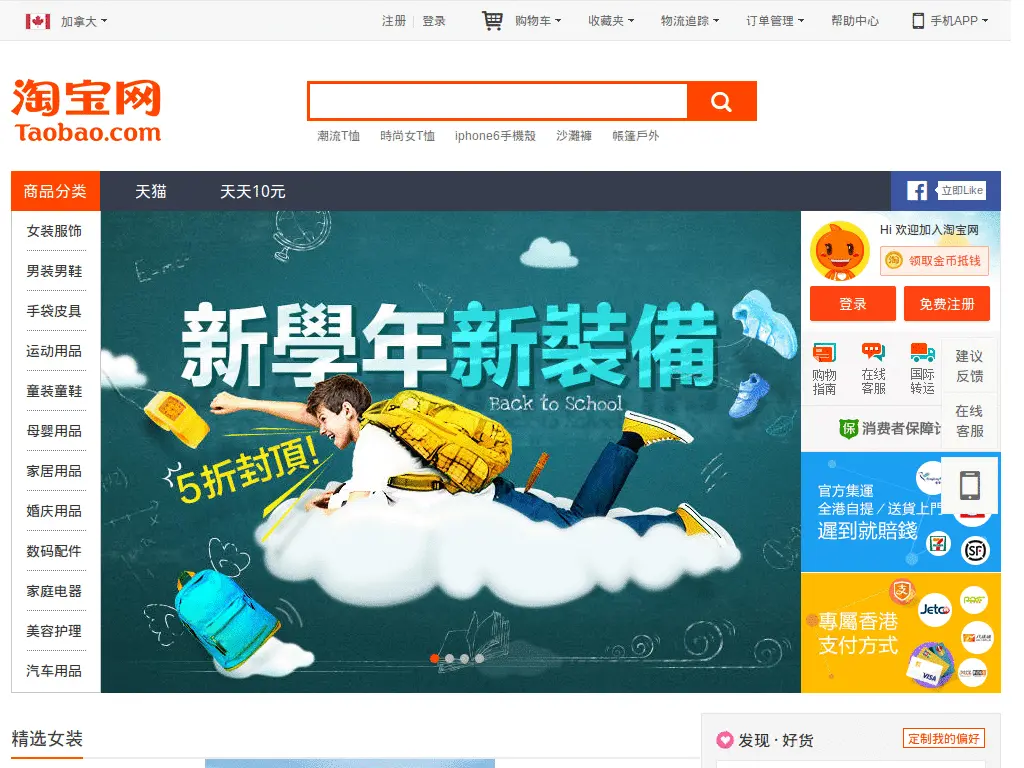 加拿大
注册 登录 购物车 收藏夹 物流追踪 订单管理 帮助中心 手机APP
淘宝网
Taobao.com
潮流T恤 時尚女T恤 iphone6手機殼 沙灘褲 帳篷戶外
商品分类 天猫 天天10元 立即Like
女装服饰
男装男鞋
手袋皮具
运动用品
童装童鞋
母婴用品
家居用品
婚庆用品
数码配件
家庭电器
美容护理
汽车用品
新學年新裝備
Back to School
5折封頂!
Hi 欢迎加入淘宝网
淘 领取金币抵钱
登录 免费注册
购物
指南
在线
客服
国际
转运
建议
反馈
在线
客服
保 消费者保障计
官方集運
全港自提／送貨上門
遲到就賠錢
SF
支
專屬香港
支付方式
Jetco
VISA
精选女装
发现 · 好货 定制我的偏好